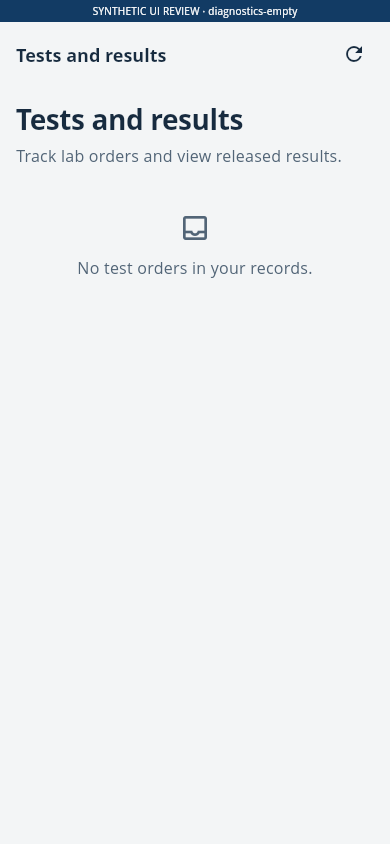 SYNTHETIC UI REVIEW · diagnostics-empty
Tests and results
Tests and results
Track lab orders and view released results.
No test orders in your records.